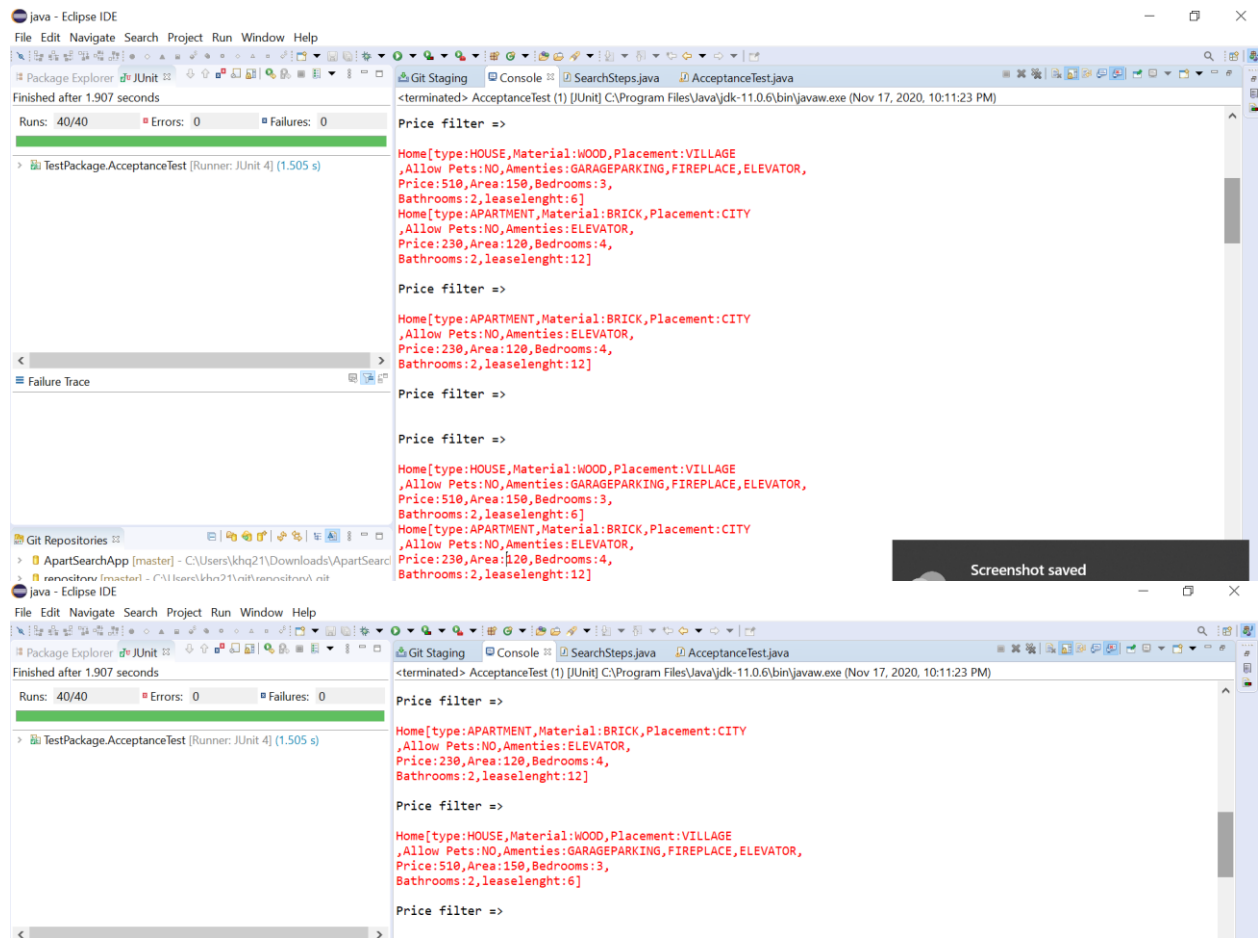 java - Eclipse IDE
File Edit Navigate Search Project Run Window Help
Package Explorer JUnit
Git Staging Console SearchSteps.java AcceptanceTest.java
Finished after 1.907 seconds
<terminated> AcceptanceTest (1) [JUnit] C:\Program Files\Java\jdk-11.0.6\bin\javaw.exe (Nov 17, 2020, 10:11:23 PM)
Runs: 40/40 Errors: 0 Failures: 0
TestPackage.AcceptanceTest [Runner: JUnit 4] (1.505 s)
Failure Trace
Git Repositories
ApartSearchApp [master] - C:\Users\khq21\Downloads\ApartSearch
repository [master] - C:\Users\khq21\git\repository\.git
Price filter =>
Home[type:HOUSE,Material:WOOD,Placement:VILLAGE
,Allow Pets:NO,Amenties:GARAGEPARKING,FIREPLACE,ELEVATOR,
Price:510,Area:150,Bedrooms:3,
Bathrooms:2,leaselenght:6]
Home[type:APARTMENT,Material:BRICK,Placement:CITY
,Allow Pets:NO,Amenties:ELEVATOR,
Price:230,Area:120,Bedrooms:4,
Bathrooms:2,leaselenght:12]
Price filter =>
Home[type:APARTMENT,Material:BRICK,Placement:CITY
,Allow Pets:NO,Amenties:ELEVATOR,
Price:230,Area:120,Bedrooms:4,
Bathrooms:2,leaselenght:12]
Price filter =>
Price filter =>
Home[type:HOUSE,Material:WOOD,Placement:VILLAGE
,Allow Pets:NO,Amenties:GARAGEPARKING,FIREPLACE,ELEVATOR,
Price:510,Area:150,Bedrooms:3,
Bathrooms:2,leaselenght:6]
Home[type:APARTMENT,Material:BRICK,Placement:CITY
,Allow Pets:NO,Amenties:ELEVATOR,
Price:230,Area:120,Bedrooms:4,
Bathrooms:2,leaselenght:12]
Screenshot saved
java - Eclipse IDE
File Edit Navigate Search Project Run Window Help
Package Explorer JUnit
Git Staging Console SearchSteps.java AcceptanceTest.java
Finished after 1.907 seconds
<terminated> AcceptanceTest (1) [JUnit] C:\Program Files\Java\jdk-11.0.6\bin\javaw.exe (Nov 17, 2020, 10:11:23 PM)
Runs: 40/40 Errors: 0 Failures: 0
TestPackage.AcceptanceTest [Runner: JUnit 4] (1.505 s)
Price filter =>
Home[type:APARTMENT,Material:BRICK,Placement:CITY
,Allow Pets:NO,Amenties:ELEVATOR,
Price:230,Area:120,Bedrooms:4,
Bathrooms:2,leaselenght:12]
Price filter =>
Home[type:HOUSE,Material:WOOD,Placement:VILLAGE
,Allow Pets:NO,Amenties:GARAGEPARKING,FIREPLACE,ELEVATOR,
Price:510,Area:150,Bedrooms:3,
Bathrooms:2,leaselenght:6]
Price filter =>